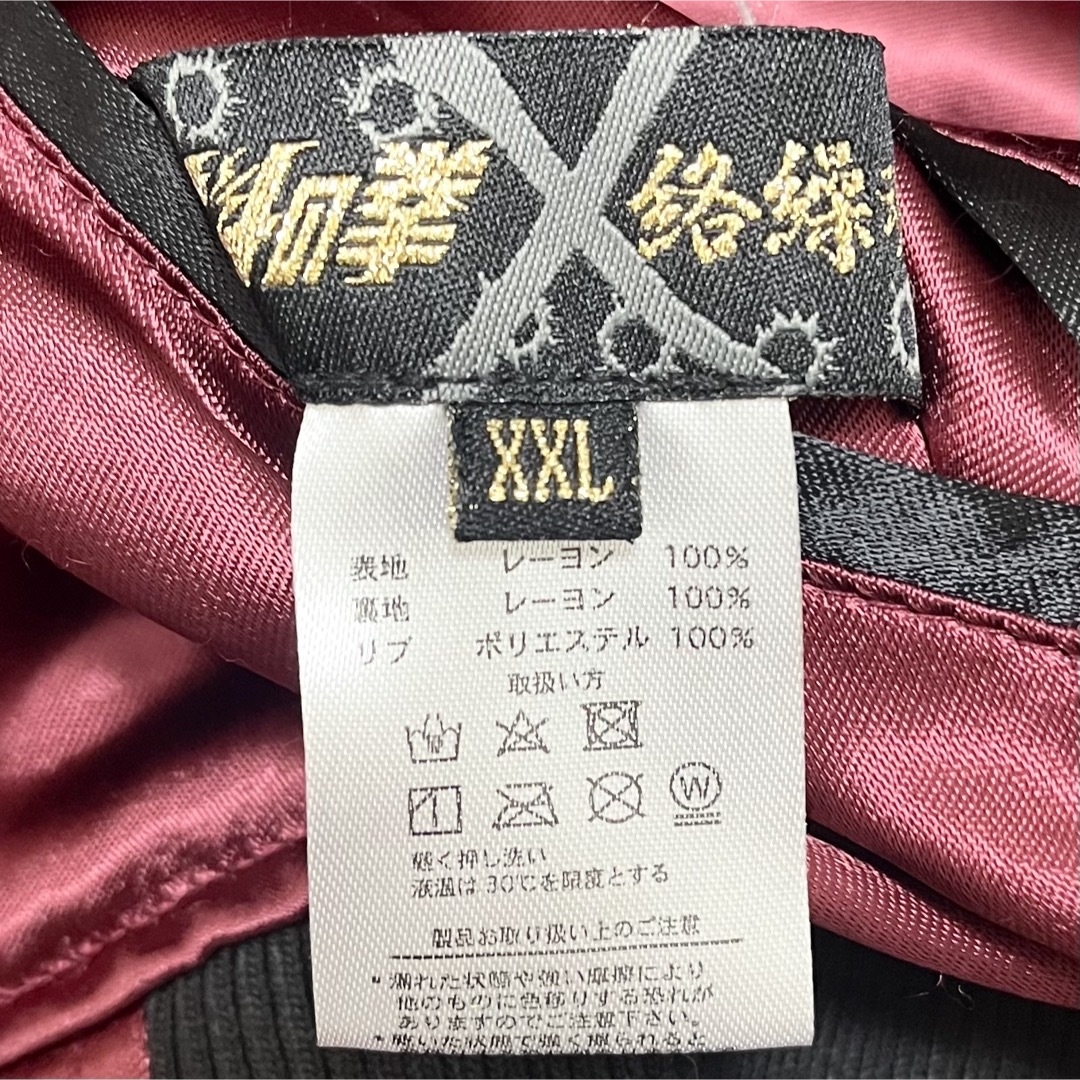 絡繰
XXL
表地 レーヨン 100%
裏地 レーヨン 100%
リブ ポリエステル 100%
取扱い方
W
軽く押し洗い
液温は30℃を限度とする
製品お取り扱い上のご注意
・濡れた状態や強い摩擦により
他のものに色移りする恐れが
ありますのでご注意下さい。